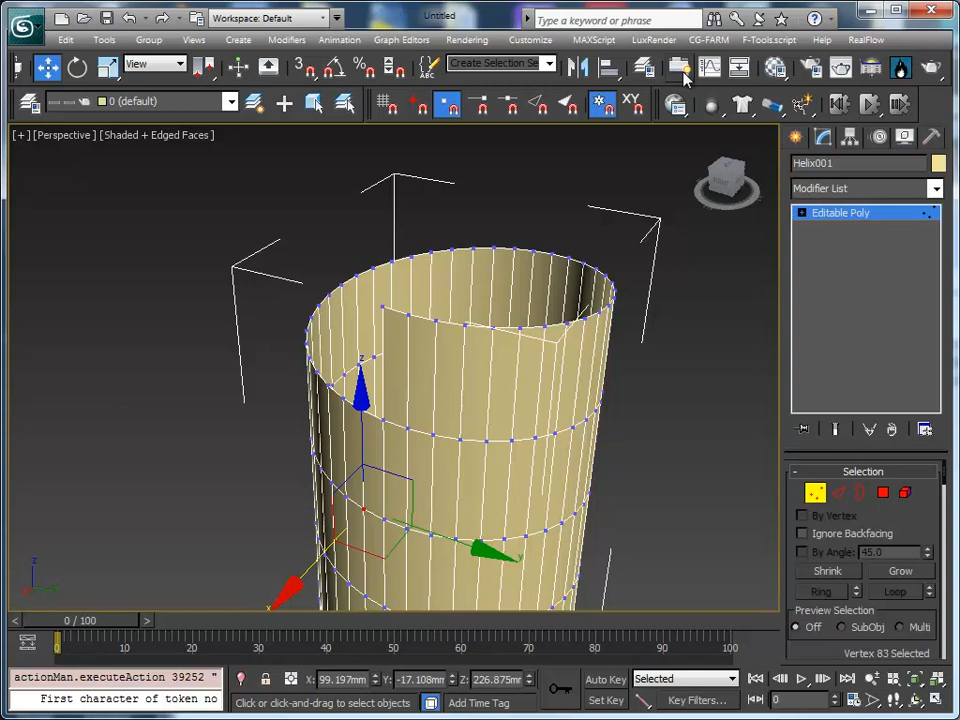 Workspace: Default
Untitled
Type a keyword or phrase
Edit Tools Group Views Create Modifiers Animation Graph Editors Rendering Customize MAXScript LuxRender CG-FARM F-Tools.script Help RealFlow
View
3
%
ABC
Create Selection Se
0 (default)
XY
[+] [Perspective] [Shaded + Edged Faces]
Helix001
Modifier List
Editable Poly
z
y
x
Selection
By Vertex
Ignore Backfacing
By Angle: 45.0
Shrink Grow
Ring Loop
Preview Selection
Off SubObj Multi
Vertex 83 Selected
0 / 100
0 10 20 30 40 50 60 70 80 90 100
actionMan.executeAction 39252 "
First character of token no
X: 99.197mm Y: -17.108mm Z: 226.875mm
Click or click-and-drag to select objects
Add Time Tag
Auto Key Selected
Set Key Key Filters...
0